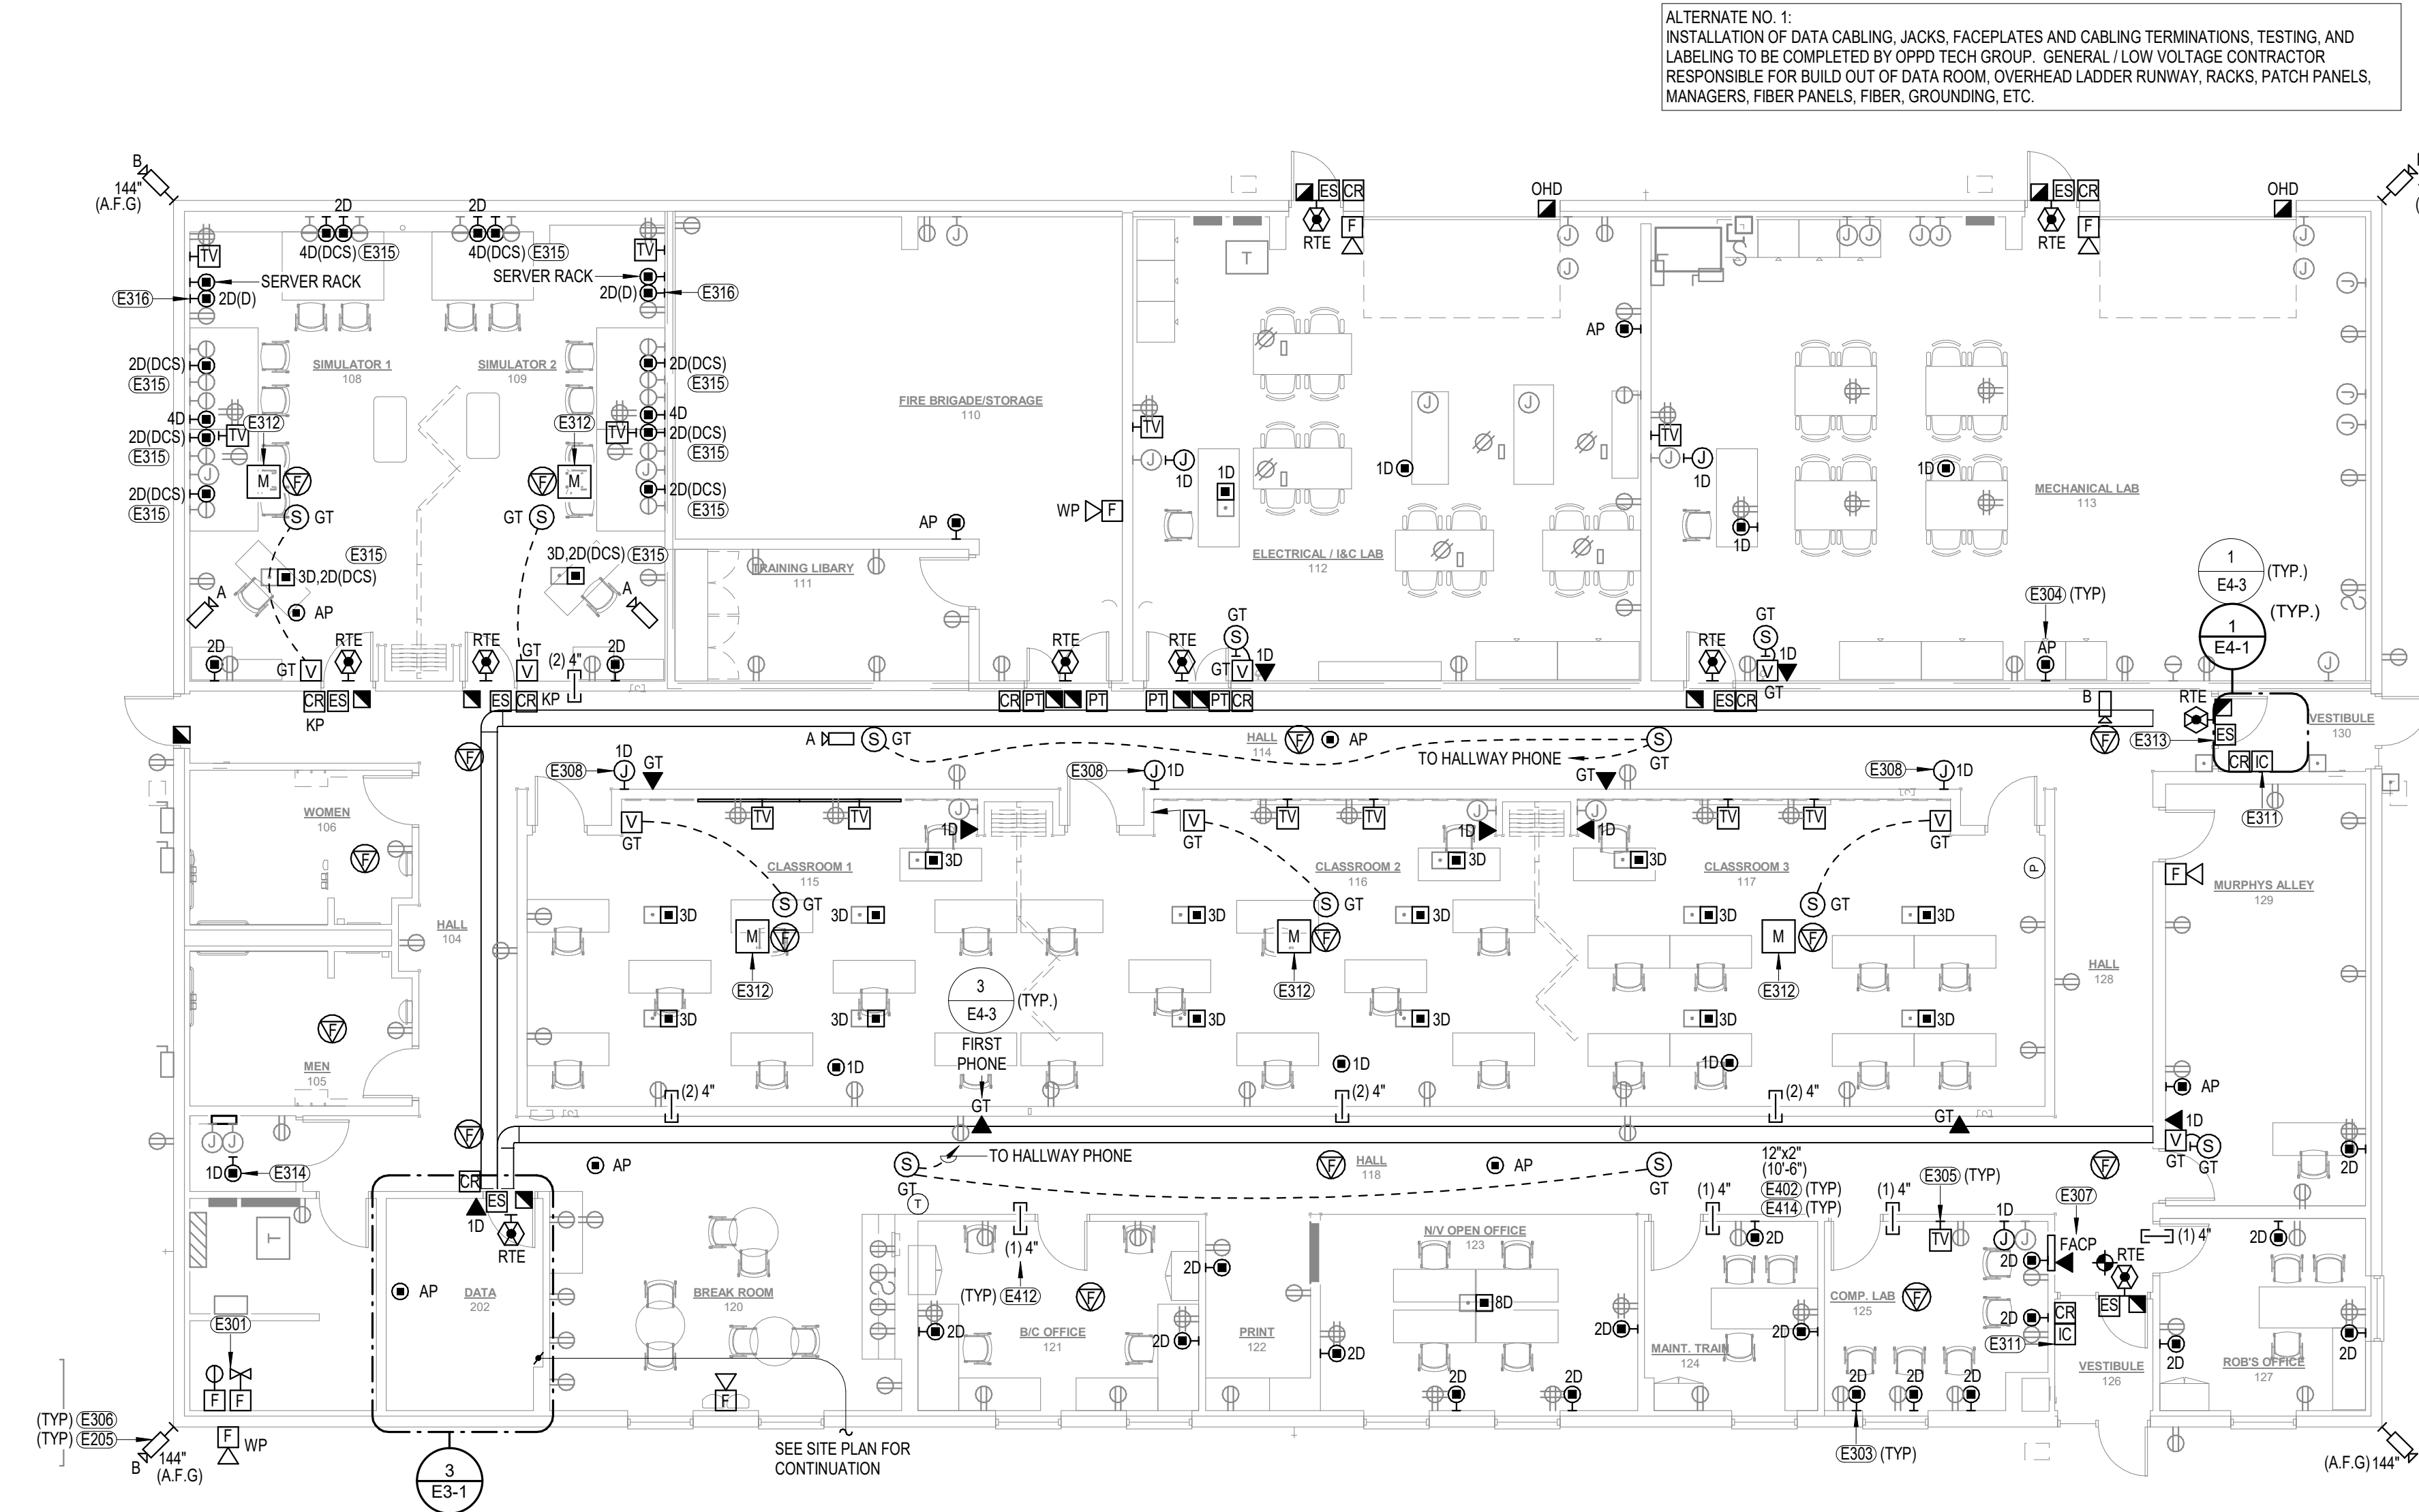 ALTERNATE NO. 1:
INSTALLATION OF DATA CABLING, JACKS, FACEPLATES AND CABLING TERMINATIONS, TESTING, AND
LABELING TO BE COMPLETED BY OPPD TECH GROUP. GENERAL / LOW VOLTAGE CONTRACTOR
RESPONSIBLE FOR BUILD OUT OF DATA ROOM, OVERHEAD LADDER RUNWAY, RACKS, PATCH PANELS,
MANAGERS, FIBER PANELS, FIBER, GROUNDING, ETC.
B
144"
(A.F.G)
ES CR
RTE
F
OHD
ES CR
RTE
F
OHD
2D
2D
4D(DCS) E315
4D(DCS) E315
TV
TV
SERVER RACK
SERVER RACK
E316
2D(D)
2D(D)
E316
T
AP
2D(DCS)
E315
SIMULATOR 1
108
SIMULATOR 2
109
2D(DCS)
E315
FIRE BRIGADE/STORAGE
110
4D
2D(DCS)
E315
TV
E312
E312
TV
4D
2D(DCS)
E315
TV
TV
M
F
F
M
2D(DCS)
E315
2D(DCS)
E315
J
1D
1D
1D
J
1D
1D
MECHANICAL LAB
113
S GT
GT S
AP
WP F
1D
E315
3D,2D(DCS)
3D,2D(DCS) E315
TRAINING LIBARY
111
ELECTRICAL / I&C LAB
112
A
AP
A
1
E4-3
(TYP.)
E304 (TYP)
1
E4-1
(TYP.)
2D
GT V
RTE
RTE
GT
V
(2) 4"
2D
RTE
RTE
GT
S
GT V
1D
RTE
GT
S
1D
V
GT
AP
CR ES
KP
ES CR KP
CR PT
PT
PT
PT CR
ES CR
B
RTE
VESTIBULE
130
E313
ES
CR IC
E311
F
A
S GT
HALL
114
F
AP
TO HALLWAY PHONE
S
GT
F
E308
1D
J
GT
E308
J 1D
GT
E308
J 1D
WOMEN
106
F
V
GT
TV
TV
1D
3D
V
GT
TV
TV
1D
3D
1D
3D
TV
TV
V
GT
CLASSROOM 1
115
CLASSROOM 2
116
CLASSROOM 3
117
P
F
MURPHYS ALLEY
129
HALL
104
3D
3D
S GT
M
F
E312
3D
3D
S GT
M
F
E312
3D
3D
S GT
M
F
E312
HALL
128
3
E4-3
(TYP.)
FIRST
PHONE
GT
F
MEN
105
3D
3D
1D
3D
3D
1D
3D
3D
1D
(2) 4"
(2) 4"
(2) 4"
GT
AP
1D
V
GT
S
GT
F
1D
E314
AP
S
GT
TO HALLWAY PHONE
F
HALL
118
AP
S
GT
F
2D
CR
ES
1D
RTE
T
T
(1) 4"
(TYP) E412
12"x2"
(10'-6")
E402 (TYP)
E414 (TYP)
(1) 4"
(1) 4"
E305 (TYP)
E307
FACP
RTE
(1) 4"
2D
N/V OPEN OFFICE
123
2D
2D
TV
1D
J
2D
AP
DATA
202
BREAK ROOM
120
F
8D
COMP. LAB
125
F
ES
E301
F
F
2D
B/C OFFICE
121
2D
PRINT
122
2D
2D
MAINT. TRAIN
124
2D
2D
CR
IC
E311
VESTIBULE
126
2D
ROB'S OFFICE
127
2D
F
2D
2D
2D
2D
2D
E303 (TYP)
(TYP) E306
(TYP) E205
B
144"
(A.F.G)
F WP
3
E3-1
SEE SITE PLAN FOR
CONTINUATION
(A.F.G) 144"